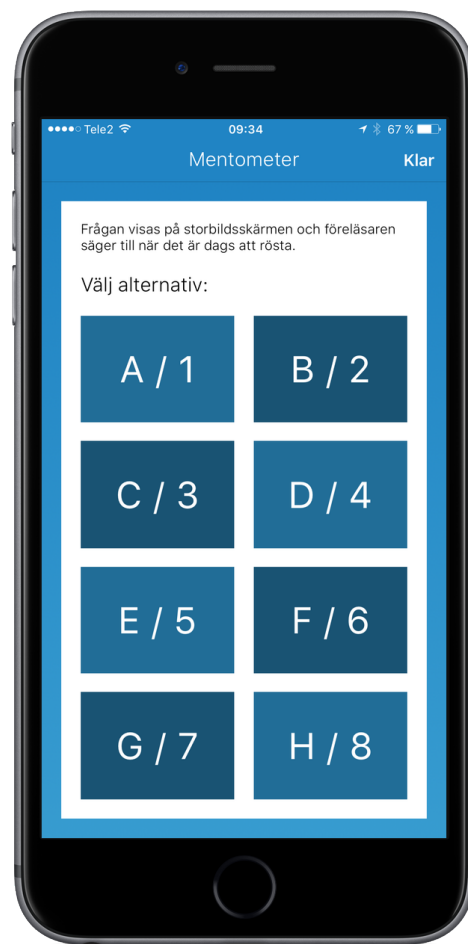 Tele2 09:34 67 %
Mentometer Klar
Frågan visas på storbildsskärmen och föreläsaren
säger till när det är dags att rösta.
Välj alternativ:
A / 1 B / 2
C / 3 D / 4
E / 5 F / 6
G / 7 H / 8